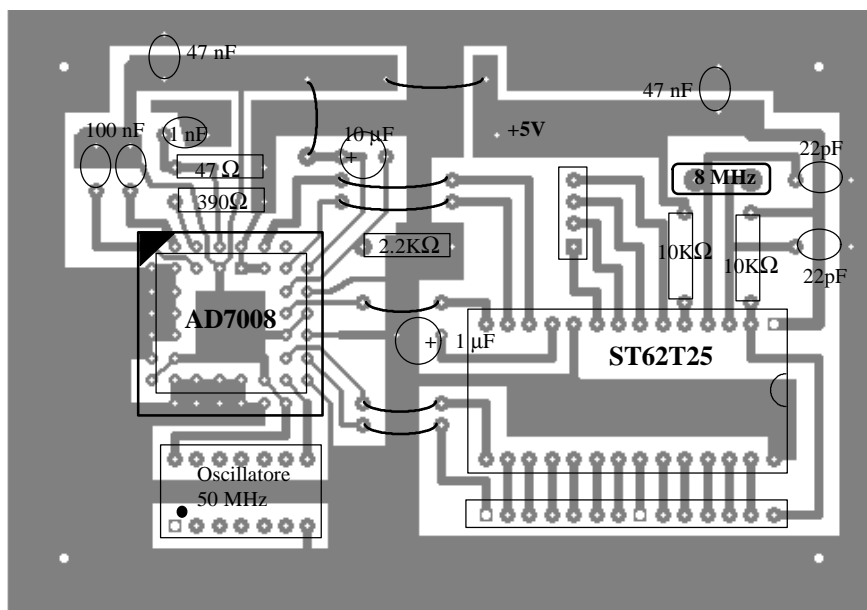 47 nF
47 nF
100 nF
1 nF
10 µF
+5V
+
47 Ω
22pF
8 MHz
390Ω
2.2KΩ
10KΩ
10KΩ
22pF
AD7008
+ 1 µF
ST62T25
Oscillatore
50 MHz